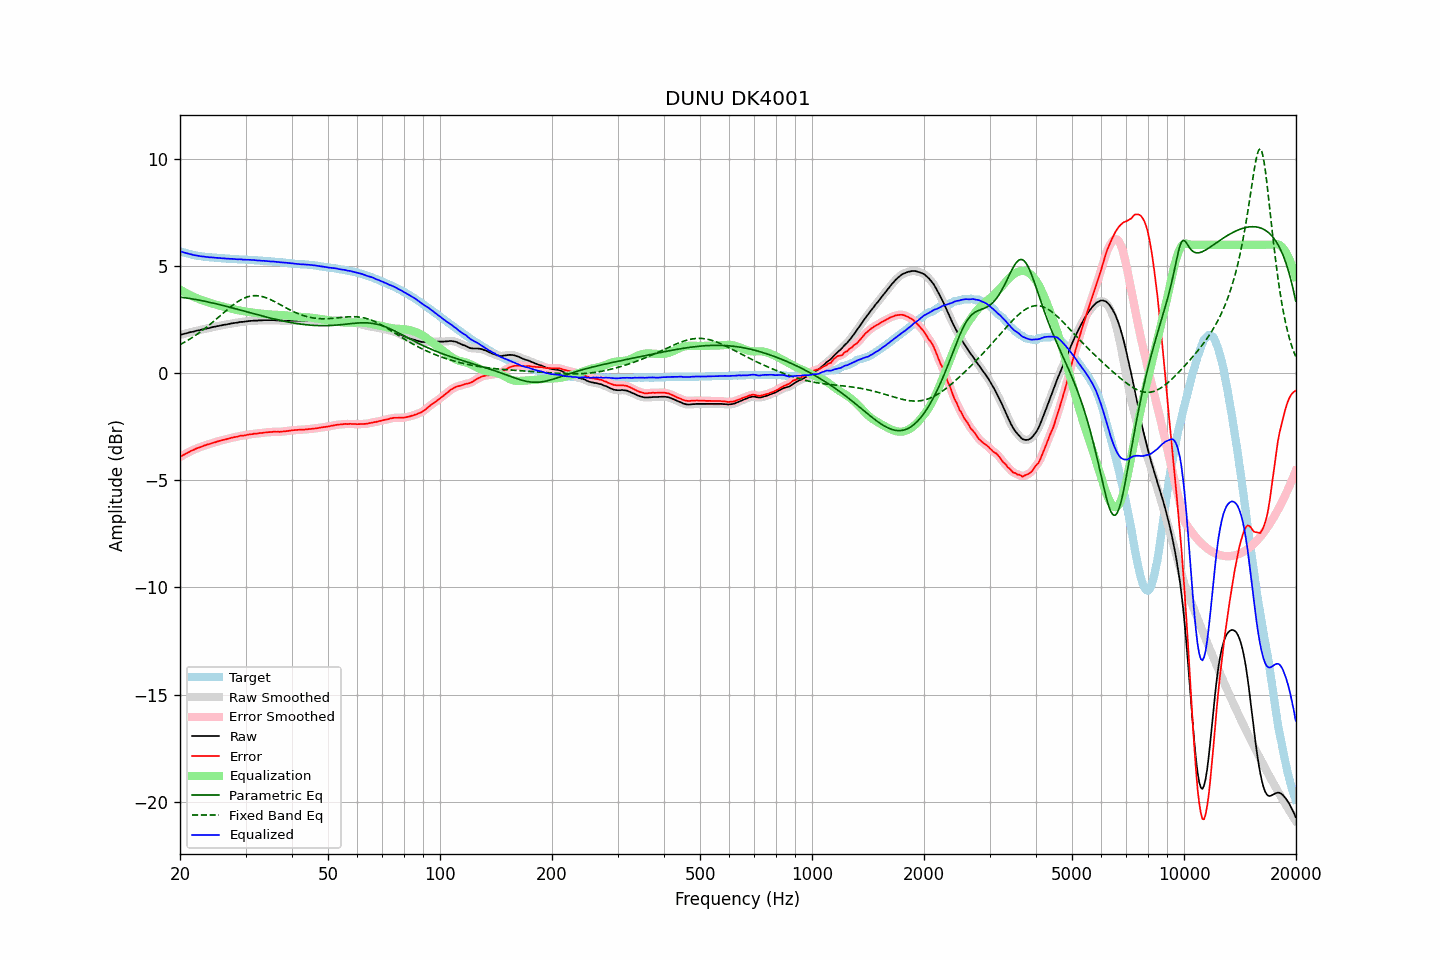 DUNU DK4001
Amplitude (dBr)
10
5
0
−5
−10
−15
−20
Target
Raw Smoothed
Error Smoothed
Raw
Error
Equalization
Parametric Eq
Fixed Band Eq
Equalized
20 50 100 200 500 1000 2000 5000 10000 20000
Frequency (Hz)